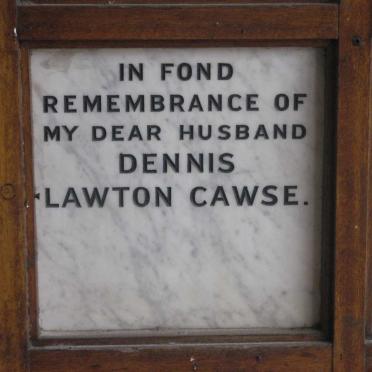 IN FOND
REMEMBRANCE OF
MY DEAR HUSBAND
DENNIS
LAWTON CAWSE.